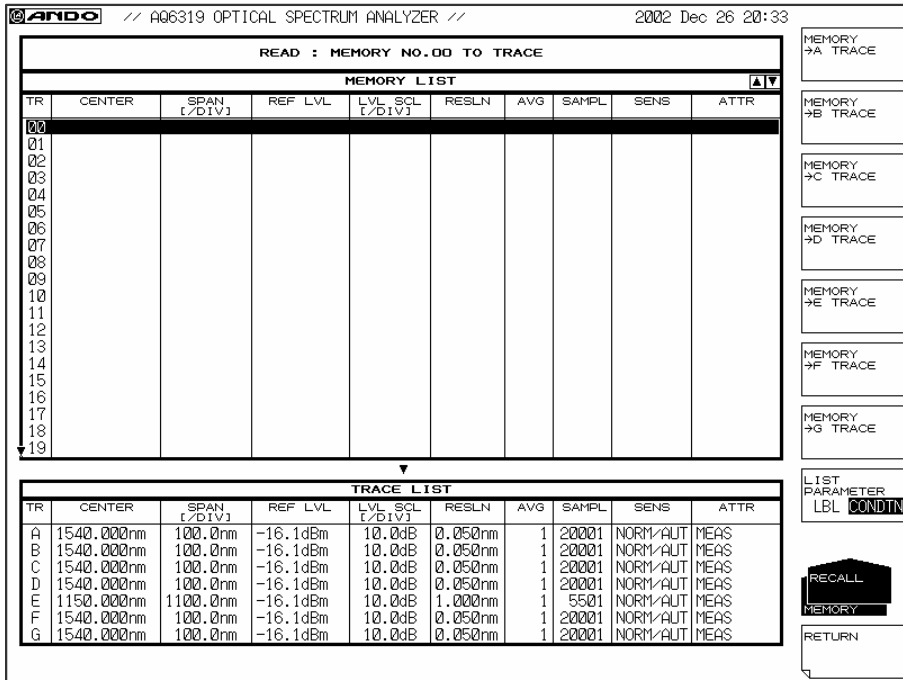 ANDO // AQ6319 OPTICAL SPECTRUM ANALYZER // 2002 Dec 26 20:33
READ : MEMORY NO.00 TO TRACE
MEMORY LIST ▲▼
TR CENTER SPAN [/DIV] REF LVL LVL SCL [/DIV] RESLN AVG SAMPL SENS ATTR
00
01
02
03
04
05
06
07
08
09
10
11
12
13
14
15
16
17
18
▼19
▼
TRACE LIST
TR CENTER SPAN [/DIV] REF LVL LVL SCL [/DIV] RESLN AVG SAMPL SENS ATTR
A 1540.000nm 100.0nm -16.1dBm 10.0dB 0.050nm 1 20001 NORM/AUT MEAS
B 1540.000nm 100.0nm -16.1dBm 10.0dB 0.050nm 1 20001 NORM/AUT MEAS
C 1540.000nm 100.0nm -16.1dBm 10.0dB 0.050nm 1 20001 NORM/AUT MEAS
D 1540.000nm 100.0nm -16.1dBm 10.0dB 0.050nm 1 20001 NORM/AUT MEAS
E 1150.000nm 1100.0nm -16.1dBm 10.0dB 1.000nm 1 5501 NORM/AUT MEAS
F 1540.000nm 100.0nm -16.1dBm 10.0dB 0.050nm 1 20001 NORM/AUT MEAS
G 1540.000nm 100.0nm -16.1dBm 10.0dB 0.050nm 1 20001 NORM/AUT MEAS
MEMORY
→A TRACE
MEMORY
→B TRACE
MEMORY
→C TRACE
MEMORY
→D TRACE
MEMORY
→E TRACE
MEMORY
→F TRACE
MEMORY
→G TRACE
LIST
PARAMETER
LBL CONDTN
RECALL
MEMORY
RETURN